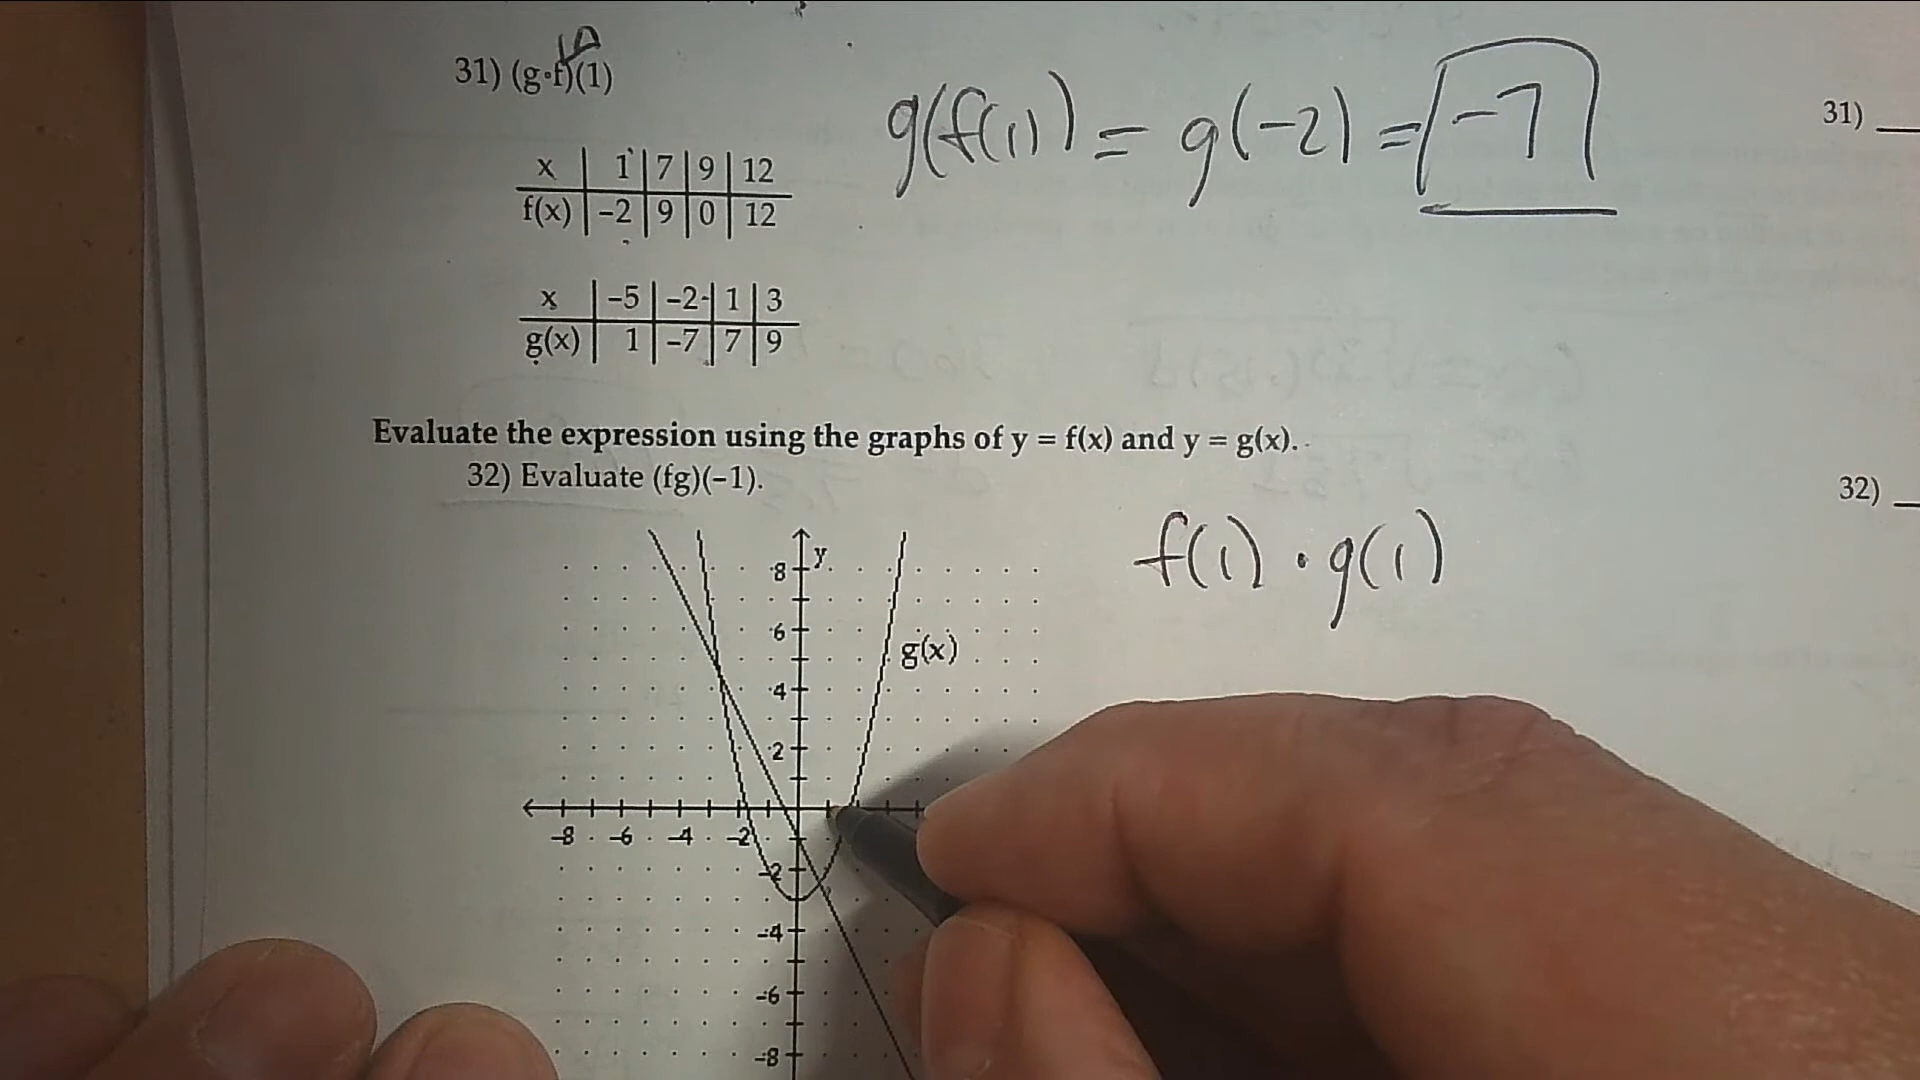 31) (g∘f)(1)
g(f(1)) = g(-2) = -7
31)
x 1 7 9 12
f(x) -2 9 0 12
x -5 -2 1 3
g(x) 1 -7 7 9
Evaluate the expression using the graphs of y = f(x) and y = g(x).
32) Evaluate (fg)(-1).
32)
f(1) · g(1)
y
8
6
g(x)
4
2
-8 -6 -4 -2
-2
-4
-6
-8